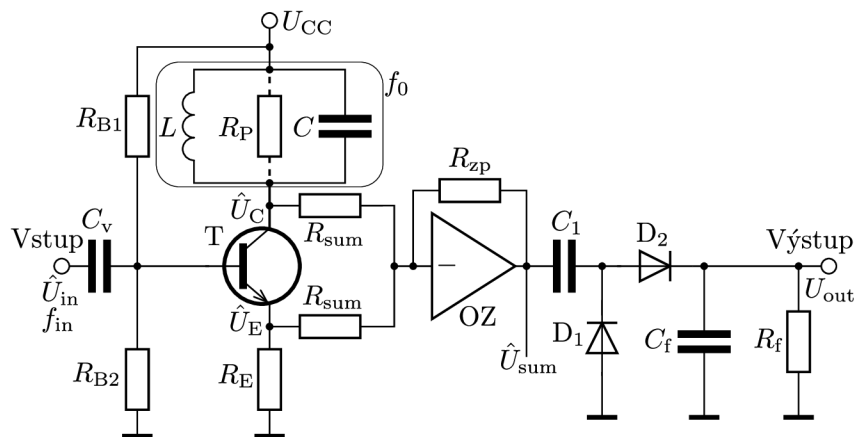 U_CC
f_0
R_B1
L
R_P
C
R_zp
Û_C
R_sum
C_v
T
C_1
D_2
Vstup
Výstup
−
Û_in
f_in
Û_E
R_sum
OZ
U_out
D_1
C_f
R_f
R_B2
R_E
Û_sum